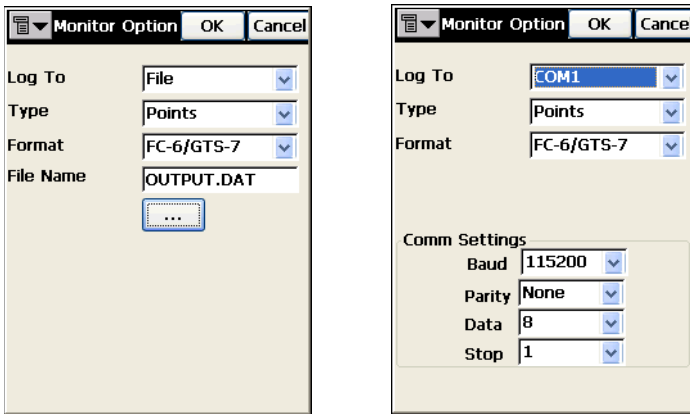 Monitor Option OK Cancel
Log To File
Type Points
Format FC-6/GTS-7
File Name OUTPUT.DAT
...
Monitor Option OK Cance
Log To COM1
Type Points
Format FC-6/GTS-7
Comm Settings
Baud 115200
Parity None
Data 8
Stop 1